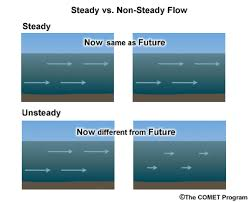 Steady vs. Non-Steady Flow
Steady
Now same as Future
Unsteady
Now different from Future
©The COMET Program